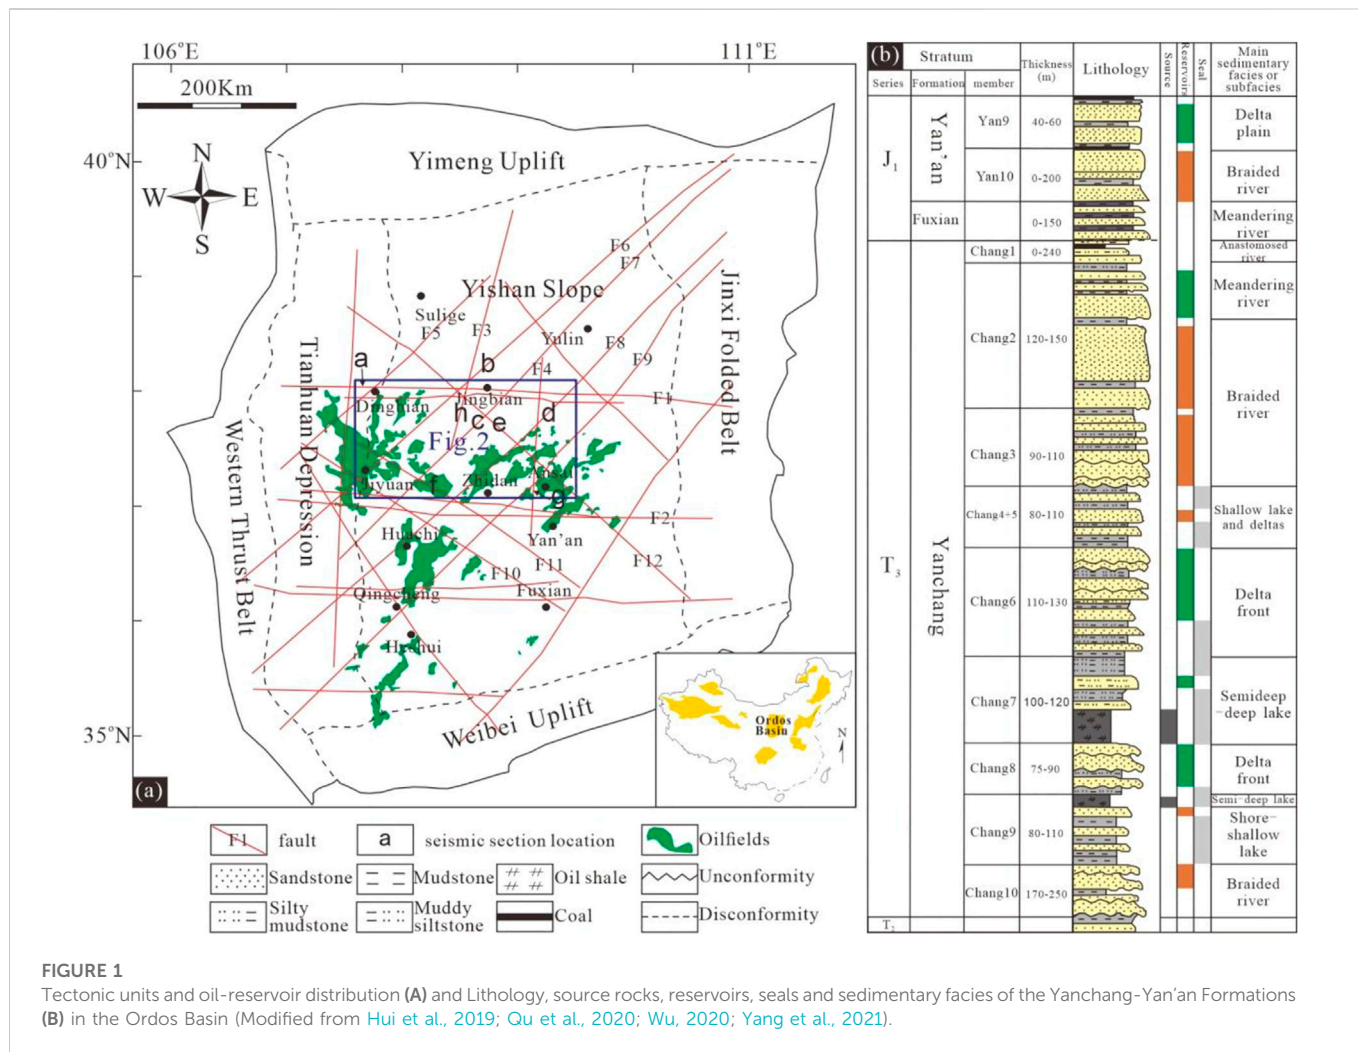 106°E
111°E
200Km
40°N
35°N
N
W
E
S
Yimeng Uplift
Yishan Slope
Jinxi Folded Belt
Tianhuan Depression
Western Thrust Belt
Weibei Uplift
F6
F7
Sulige
F5
F3
Yulin
F8
F9
F4
a
b
F1
Dingbian
Jingbian
h
c
e
d
Fig.2
Jiyuan
f
Zhidan
Ansai
g
F2
Huachi
Yan'an
F10
F11
F12
Qingcheng
Fuxian
Heshui
Ordos
Basin
N
(a)
F1
fault
a
seismic section location
Oilfields
Sandstone
Mudstone
Oil shale
Unconformity
Silty
mudstone
Muddy
siltstone
Coal
Disconformity
(b)
Stratum
Thickness
(m)
Lithology
Source
Reservoirs
Seal
Main
sedimentary
facies or
subfacies
Series
Formation
member
J1
Yan'an
Yan9
40-60
Delta
plain
Yan10
0-200
Braided
river
Fuxian
0-150
Meandering
river
T3
Yanchang
Chang1
0-240
Anastomosed
river
Chang2
120-150
Meandering
river
Braided
river
Chang3
90-110
Chang4+5
80-110
Shallow lake
and deltas
Chang6
110-130
Delta
front
Chang7
100-120
Semideep
-deep lake
Chang8
75-90
Delta
front
Semi-deep lake
Chang9
80-110
Shore-
shallow
lake
Chang10
170-250
Braided
river
T2
FIGURE 1
Tectonic units and oil-reservoir distribution (A) and Lithology, source rocks, reservoirs, seals and sedimentary facies of the Yanchang-Yan'an Formations
(B) in the Ordos Basin (Modified from Hui et al., 2019; Qu et al., 2020; Wu, 2020; Yang et al., 2021).